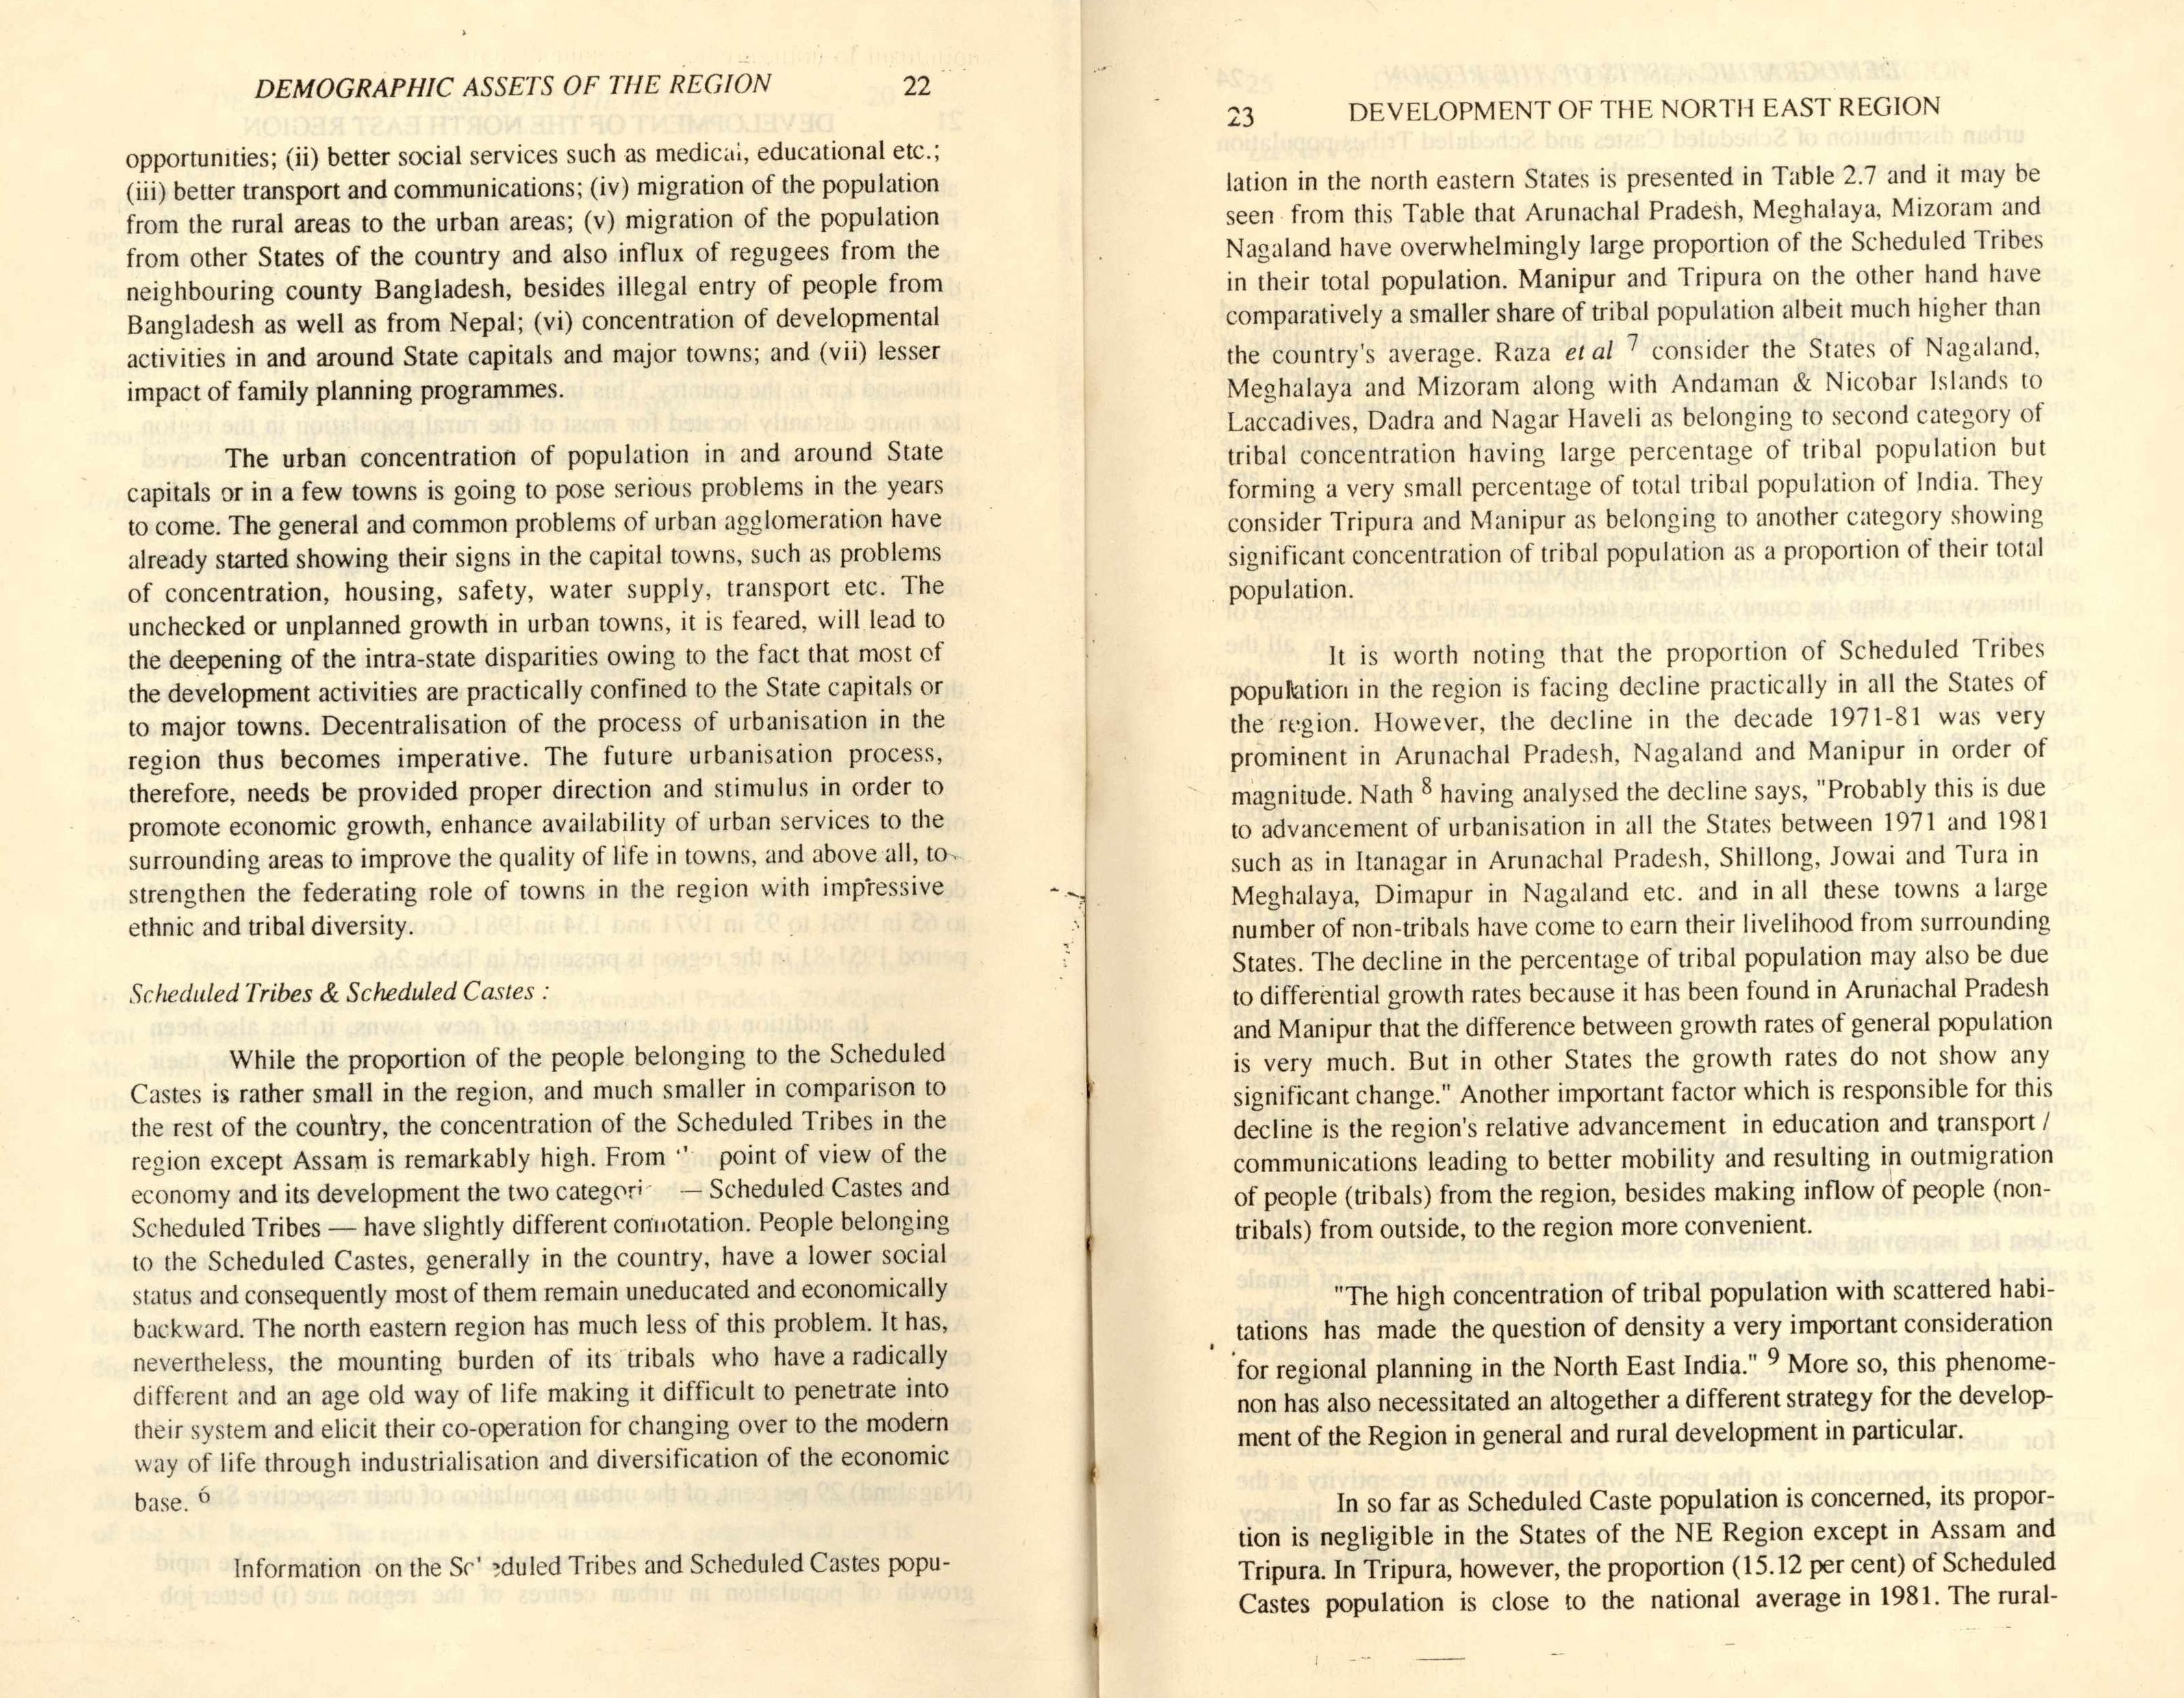 DEMOGRAPHIC ASSETS OF THE REGION 22
opportunities; (ii) better social services such as medical, educational etc.;
(iii) better transport and communications; (iv) migration of the population
from the rural areas to the urban areas; (v) migration of the population
from other States of the country and also influx of regugees from the
neighbouring county Bangladesh, besides illegal entry of people from
Bangladesh as well as from Nepal; (vi) concentration of developmental
activities in and around State capitals and major towns; and (vii) lesser
impact of family planning programmes.
The urban concentration of population in and around State
capitals or in a few towns is going to pose serious problems in the years
to come. The general and common problems of urban agglomeration have
already started showing their signs in the capital towns, such as problems
of concentration, housing, safety, water supply, transport etc. The
unchecked or unplanned growth in urban towns, it is feared, will lead to
the deepening of the intra-state disparities owing to the fact that most of
the development activities are practically confined to the State capitals or
to major towns. Decentralisation of the process of urbanisation in the
region thus becomes imperative. The future urbanisation process,
therefore, needs be provided proper direction and stimulus in order to
promote economic growth, enhance availability of urban services to the
surrounding areas to improve the quality of life in towns, and above all, to
strengthen the federating role of towns in the region with impressive
ethnic and tribal diversity.
Scheduled Tribes & Scheduled Castes :
While the proportion of the people belonging to the Scheduled
Castes is rather small in the region, and much smaller in comparison to
the rest of the country, the concentration of the Scheduled Tribes in the
region except Assam is remarkably high. From point of view of the
economy and its development the two categori — Scheduled Castes and
Scheduled Tribes — have slightly different connotation. People belonging
to the Scheduled Castes, generally in the country, have a lower social
status and consequently most of them remain uneducated and economically
backward. The north eastern region has much less of this problem. It has,
nevertheless, the mounting burden of its tribals who have a radically
different and an age old way of life making it difficult to penetrate into
their system and elicit their co-operation for changing over to the modern
way of life through industrialisation and diversification of the economic
base. 6
Information on the Scheduled Tribes and Scheduled Castes popu-
23 DEVELOPMENT OF THE NORTH EAST REGION
lation in the north eastern States is presented in Table 2.7 and it may be
seen from this Table that Arunachal Pradesh, Meghalaya, Mizoram and
Nagaland have overwhelmingly large proportion of the Scheduled Tribes
in their total population. Manipur and Tripura on the other hand have
comparatively a smaller share of tribal population albeit much higher than
the country's average. Raza et al 7 consider the States of Nagaland,
Meghalaya and Mizoram along with Andaman & Nicobar Islands to
Laccadives, Dadra and Nagar Haveli as belonging to second category of
tribal concentration having large percentage of tribal population but
forming a very small percentage of total tribal population of India. They
consider Tripura and Manipur as belonging to another category showing
significant concentration of tribal population as a proportion of their total
population.
It is worth noting that the proportion of Scheduled Tribes
population in the region is facing decline practically in all the States of
the region. However, the decline in the decade 1971-81 was very
prominent in Arunachal Pradesh, Nagaland and Manipur in order of
magnitude. Nath 8 having analysed the decline says, "Probably this is due
to advancement of urbanisation in all the States between 1971 and 1981
such as in Itanagar in Arunachal Pradesh, Shillong, Jowai and Tura in
Meghalaya, Dimapur in Nagaland etc. and in all these towns a large
number of non-tribals have come to earn their livelihood from surrounding
States. The decline in the percentage of tribal population may also be due
to differential growth rates because it has been found in Arunachal Pradesh
and Manipur that the difference between growth rates of general population
is very much. But in other States the growth rates do not show any
significant change." Another important factor which is responsible for this
decline is the region's relative advancement in education and transport /
communications leading to better mobility and resulting in outmigration
of people (tribals) from the region, besides making inflow of people (non-
tribals) from outside, to the region more convenient.
"The high concentration of tribal population with scattered habi-
tations has made the question of density a very important consideration
for regional planning in the North East India." 9 More so, this phenome-
non has also necessitated an altogether a different strategy for the develop-
ment of the Region in general and rural development in particular.
In so far as Scheduled Caste population is concerned, its propor-
tion is negligible in the States of the NE Region except in Assam and
Tripura. In Tripura, however, the proportion (15.12 per cent) of Scheduled
Castes population is close to the national average in 1981. The rural-